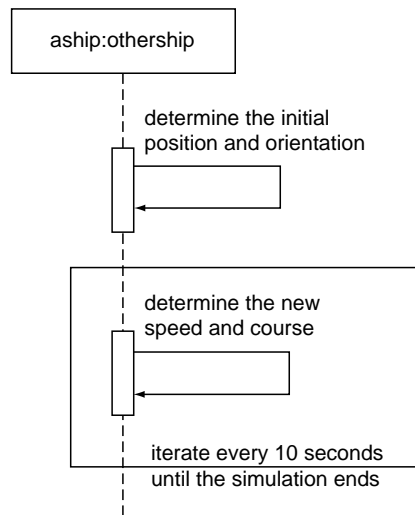 aship:othership
determine the initial
position and orientation
determine the new
speed and course
iterate every 10 seconds
until the simulation ends